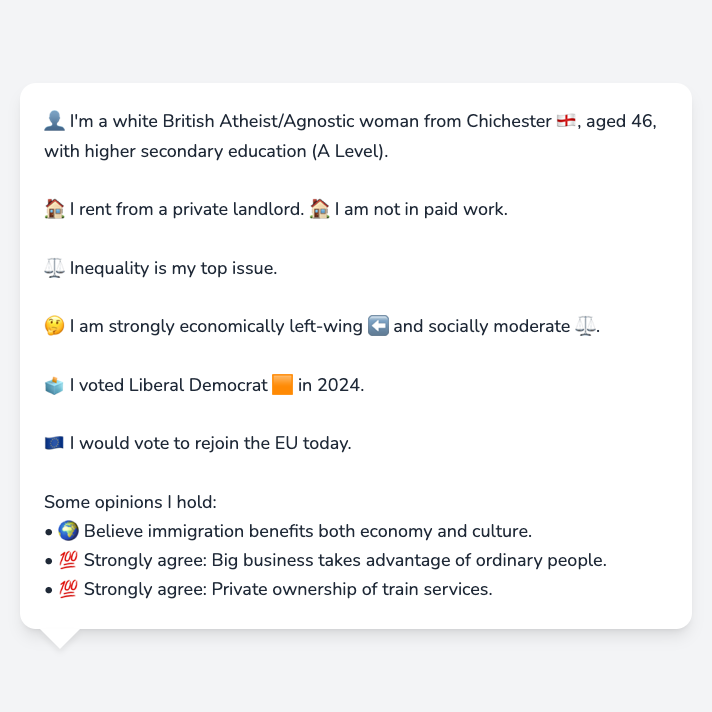 👤 I'm a white British Atheist/Agnostic woman from Chichester 🏴󠁧󠁢󠁥󠁮󠁧󠁿, aged 46,
with higher secondary education (A Level).
🏠 I rent from a private landlord. 🏠 I am not in paid work.
⚖️ Inequality is my top issue.
🤔 I am strongly economically left-wing ⬅️ and socially moderate ⚖️.
🗳️ I voted Liberal Democrat 🟧 in 2024.
🇪🇺 I would vote to rejoin the EU today.
Some opinions I hold:
• 🌍 Believe immigration benefits both economy and culture.
• 💯 Strongly agree: Big business takes advantage of ordinary people.
• 💯 Strongly agree: Private ownership of train services.